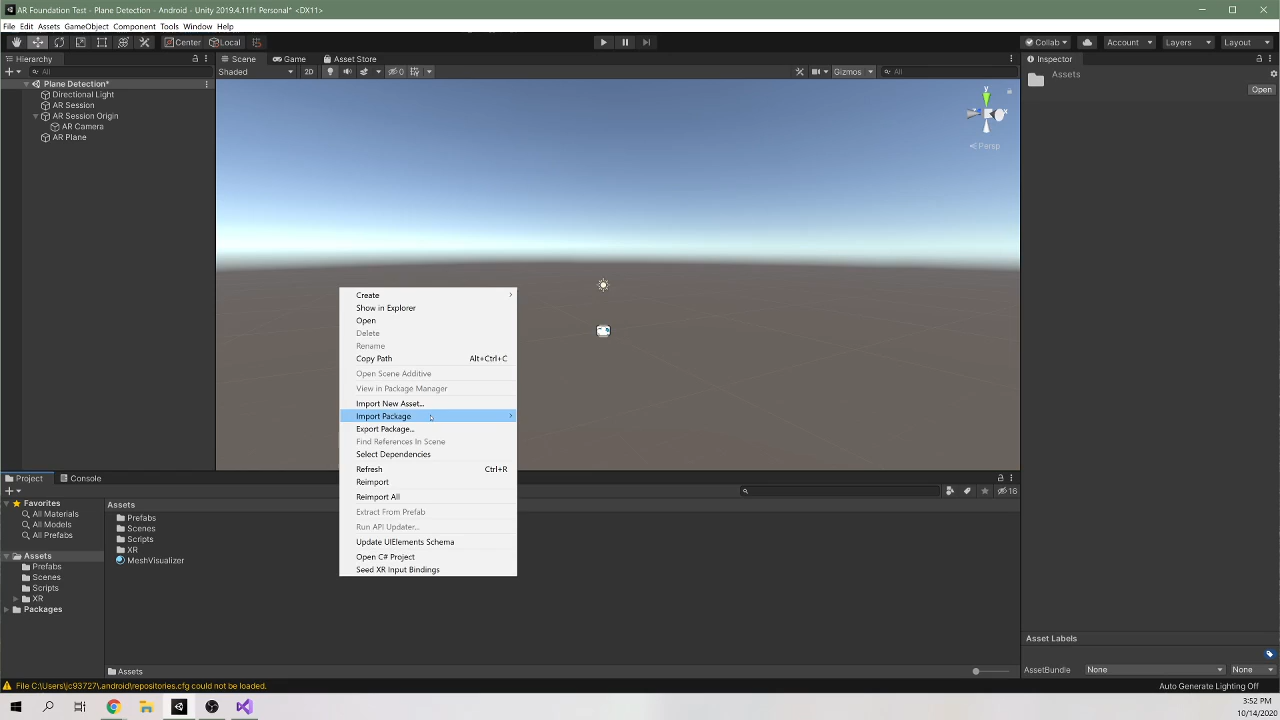 AR Foundation Test - Plane Detection - Android - Unity 2019.4.11f1 Personal* <DX11>
File Edit Assets GameObject Component Tools Window Help
Center Local
Collab Account Layers Layout
Hierarchy
Scene Game Asset Store
Inspector
All
Shaded 2D 0 Gizmos All
Assets
Open
Plane Detection*
Directional Light
AR Session
AR Session Origin
AR Camera
AR Plane
y
Persp
Create
Show in Explorer
Open
Delete
Rename
Copy Path Alt+Ctrl+C
Open Scene Additive
View in Package Manager
Import New Asset...
Import Package
Export Package...
Find References In Scene
Select Dependencies
Refresh Ctrl+R
Reimport
Reimport All
Extract From Prefab
Run API Updater...
Update UIElements Schema
Open C# Project
Seed XR Input Bindings
Project Console
16
Favorites
All Materials
All Models
All Prefabs
Assets
Prefabs
Scenes
Scripts
XR
Packages
Assets
Prefabs
Scenes
Scripts
XR
MeshVisualizer
Assets
Asset Labels
AssetBundle None None
File C:\Users\jc93727\.android\repositories.cfg could not be loaded.
Auto Generate Lighting Off
3:52 PM
10/14/2020